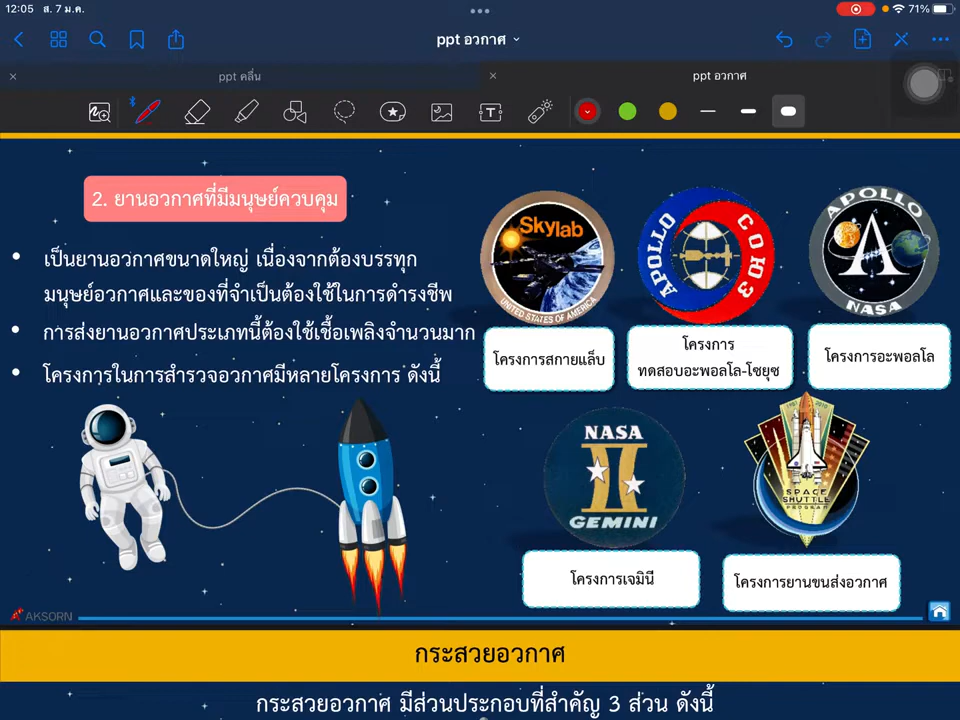 12:05 ส. 7 ม.ค.
71%
ppt อวกาศ
ppt คลื่น
ppt อวกาศ
2. ยานอวกาศที่มีมนุษย์ควบคุม
• เป็นยานอวกาศขนาดใหญ่ เนื่องจากต้องบรรทุก
มนุษย์อวกาศและของที่จำเป็นต้องใช้ในการดำรงชีพ
• การส่งยานอวกาศประเภทนี้ต้องใช้เชื้อเพลิงจำนวนมาก
• โครงการในการสำรวจอวกาศมีหลายโครงการ ดังนี้
Skylab
UNITED STATES OF AMERICA
โครงการสกายแล็บ
APOLLO
СОЮЗ
โครงการ
ทดสอบอะพอลโล-โซยุซ
APOLLO
NASA
โครงการอะพอลโล
NASA
GEMINI
โครงการเจมินี
SPACE
SHUTTLE
PROGRAM
โครงการยานขนส่งอวกาศ
AKSORN
กระสวยอวกาศ
กระสวยอวกาศ มีส่วนประกอบที่สำคัญ 3 ส่วน ดังนี้